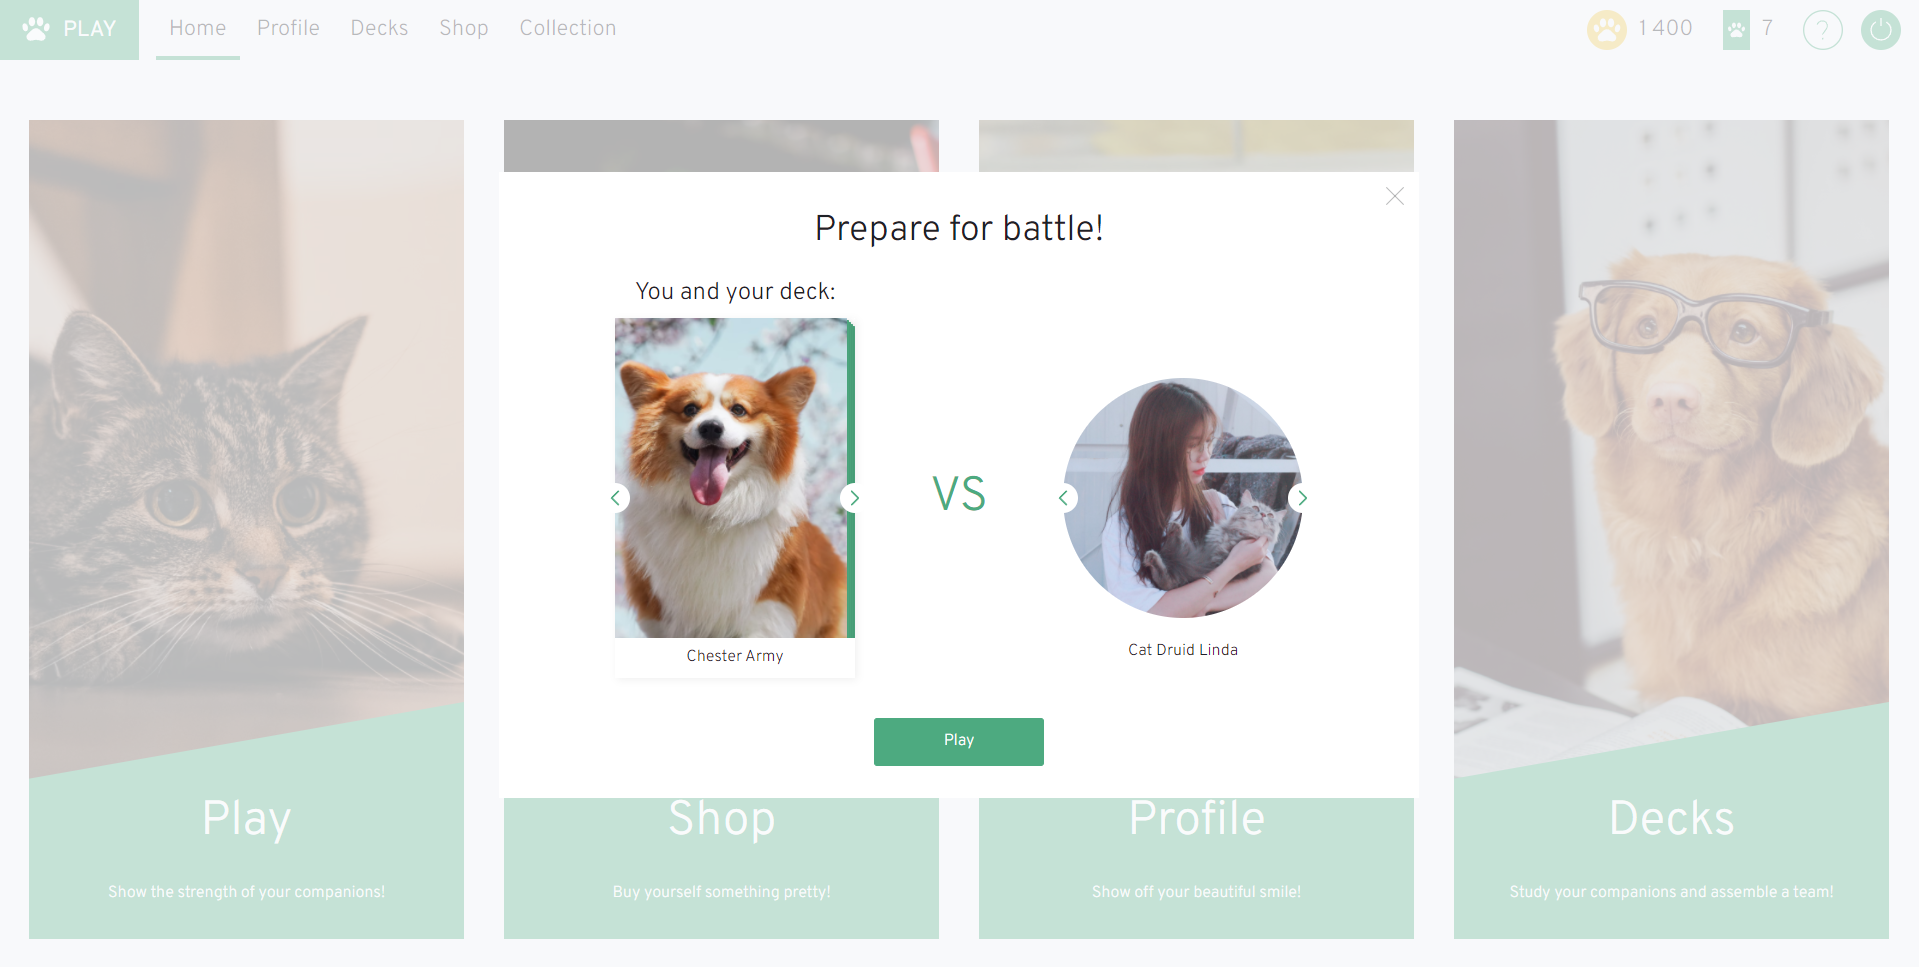 PLAY Home Profile Decks Shop Collection 1 400 7 ?
Prepare for battle!
You and your deck:
VS
Chester Army
Cat Druid Linda
Play
Play Shop Profile Decks
Show the strength of your companions! Buy yourself something pretty! Show off your beautiful smile! Study your companions and assemble a team!